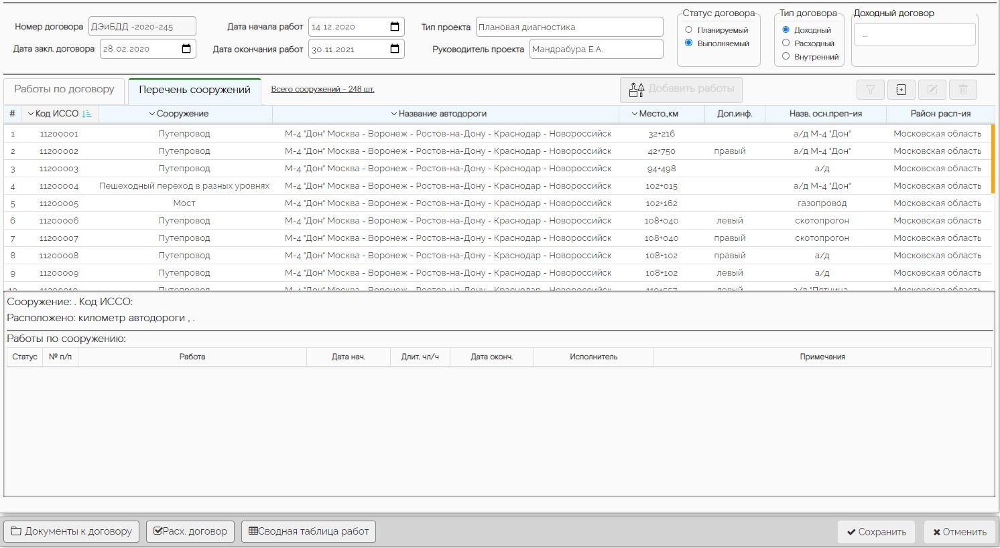 Номер договора ДЭиБДД -2020-245 Дата начала работ 14.12.2020 Тип проекта Плановая диагностика Статус договора Планируемый Выполняемый Тип договора Доходный Расходный Внутренний Доходный договор ...
Дата закл. договора 28.02.2020 Дата окончания работ 30.11.2021 Руководитель проекта Мандрабура Е.А.
Работы по договору Перечень сооружений Всего сооружений - 248 шт. Добавить работы
# Код ИССО Сооружение Название автодороги Место.,км Доп.инф. Назв. осн.преп-ия Район расп-ия
1 11200001 Путепровод М-4 "Дон" Москва - Воронеж - Ростов-на-Дону - Краснодар - Новороссийск 32+216 а/д М-4 "Дон" Московская область
2 11200002 Путепровод М-4 "Дон" Москва - Воронеж - Ростов-на-Дону - Краснодар - Новороссийск 42+750 правый а/д М-4 "Дон" Московская область
3 11200003 Путепровод М-4 "Дон" Москва - Воронеж - Ростов-на-Дону - Краснодар - Новороссийск 94+498 а/д Московская область
4 11200004 Пешеходный переход в разных уровнях М-4 "Дон" Москва - Воронеж - Ростов-на-Дону - Краснодар - Новороссийск 102+015 а/д М-4 "Дон" Московская область
5 11200005 Мост М-4 "Дон" Москва - Воронеж - Ростов-на-Дону - Краснодар - Новороссийск 102+162 газопровод Московская область
6 11200006 Путепровод М-4 "Дон" Москва - Воронеж - Ростов-на-Дону - Краснодар - Новороссийск 108+040 левый скотопрогон Московская область
7 11200007 Путепровод М-4 "Дон" Москва - Воронеж - Ростов-на-Дону - Краснодар - Новороссийск 108+040 правый скотопрогон Московская область
8 11200008 Путепровод М-4 "Дон" Москва - Воронеж - Ростов-на-Дону - Краснодар - Новороссийск 108+102 правый а/д Московская область
9 11200009 Путепровод М-4 "Дон" Москва - Воронеж - Ростов-на-Дону - Краснодар - Новороссийск 108+102 левый а/д Московская область
Сооружение: . Код ИССО:
Расположено: километр автодороги , .
Работы по сооружению:
Статус № п/п Работа Дата нач. Длит. чл/ч Дата оконч. Исполнитель Примечания
Документы к договору Расх. договор Сводная таблица работ Сохранить Отменить